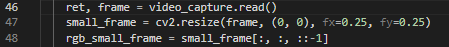 46 ret, frame = video_capture.read()
47 small_frame = cv2.resize(frame, (0, 0), fx=0.25, fy=0.25)
48 rgb_small_frame = small_frame[:, :, ::-1]